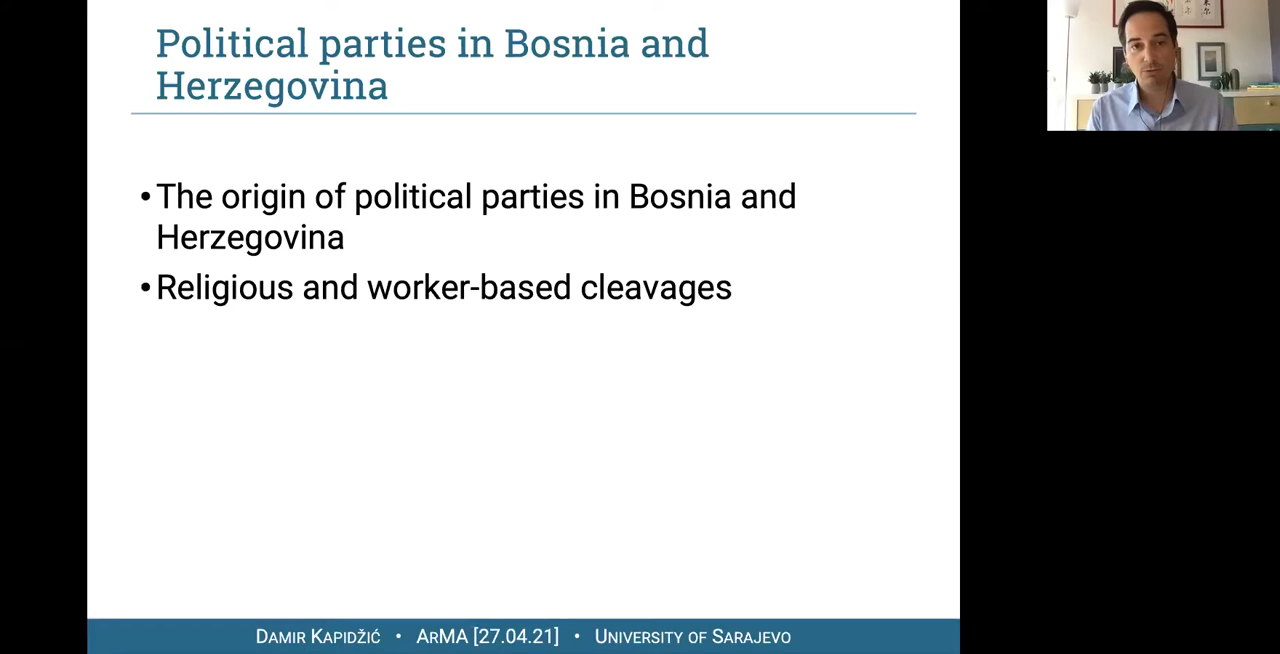 Political parties in Bosnia and
Herzegovina
•The origin of political parties in Bosnia and
Herzegovina
•Religious and worker-based cleavages
DAMIR KAPIDŽIĆ • ARMA [27.04.21] • UNIVERSITY OF SARAJEVO